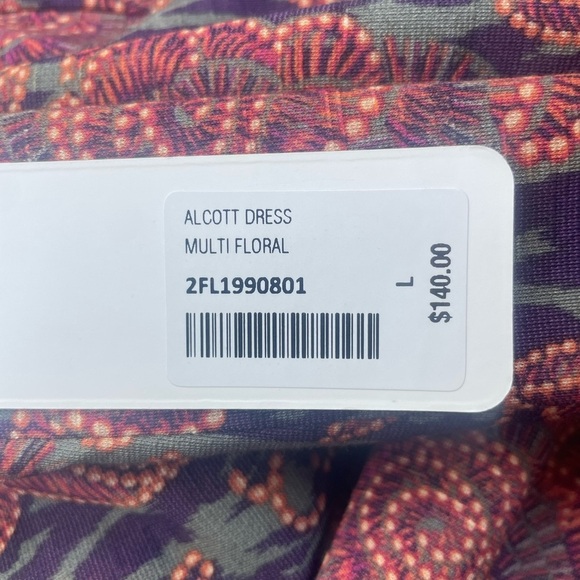 ALCOTT DRESS
MULTI FLORAL
2FL1990801
L
$140.00